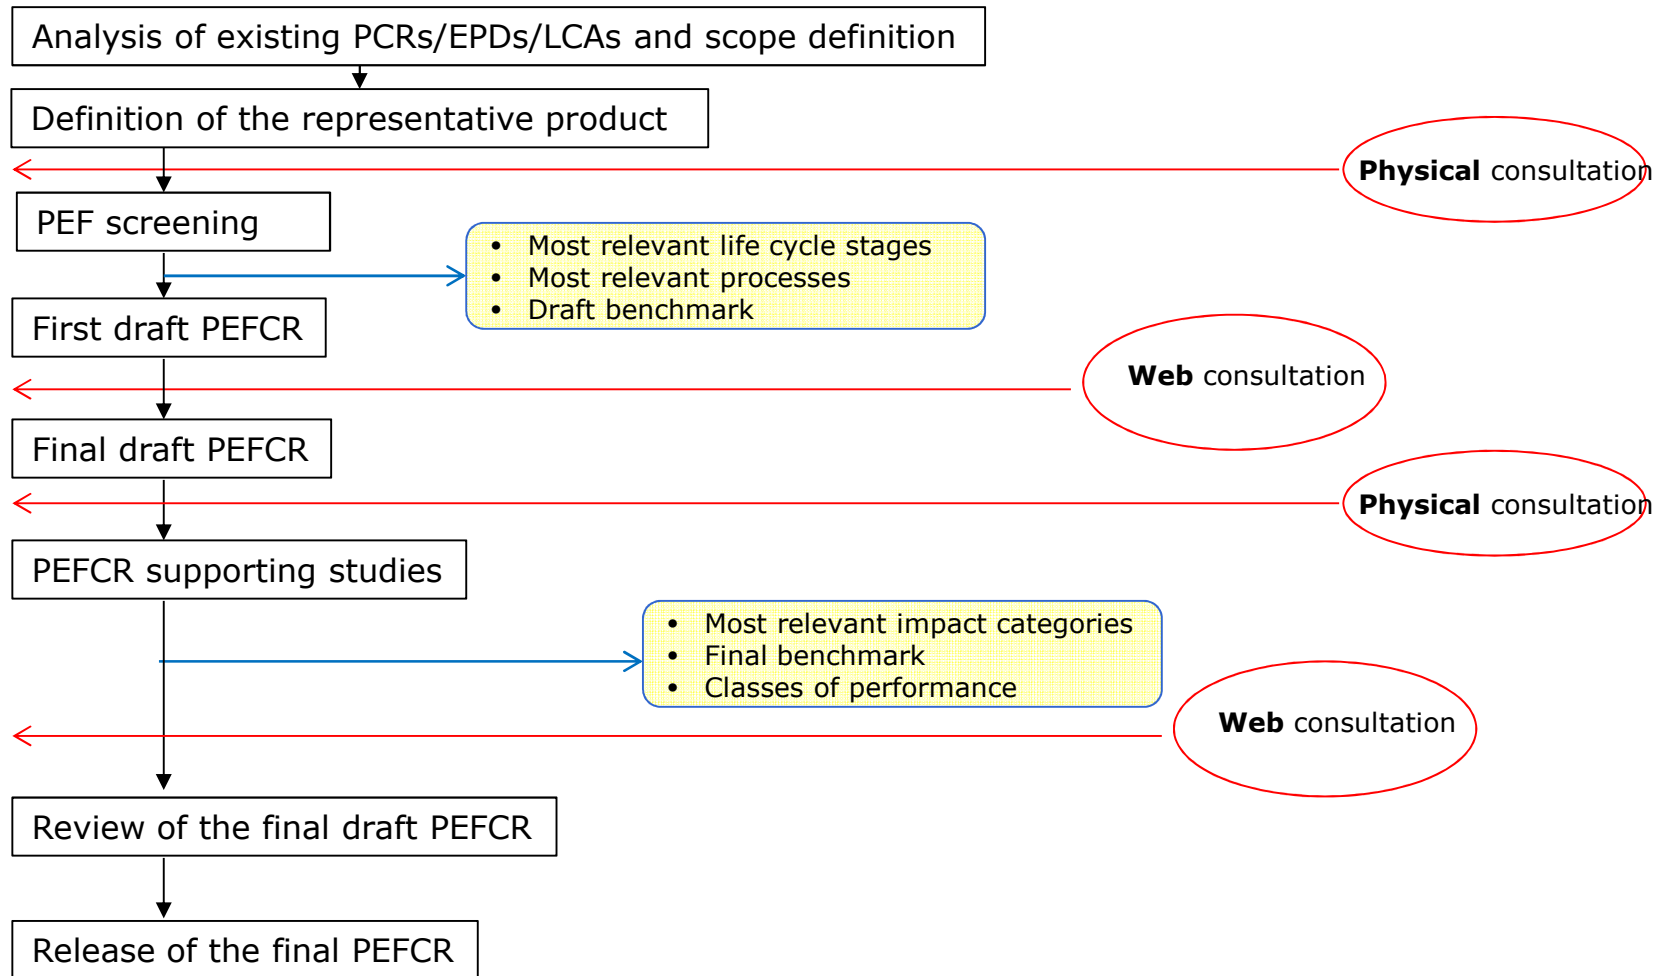 Analysis of existing PCRs/EPDs/LCAs and scope definition
Definition of the representative product
Physical consultation
PEF screening
• Most relevant life cycle stages
• Most relevant processes
• Draft benchmark
First draft PEFCR
Web consultation
Final draft PEFCR
Physical consultation
PEFCR supporting studies
• Most relevant impact categories
• Final benchmark
• Classes of performance
Web consultation
Review of the final draft PEFCR
Release of the final PEFCR